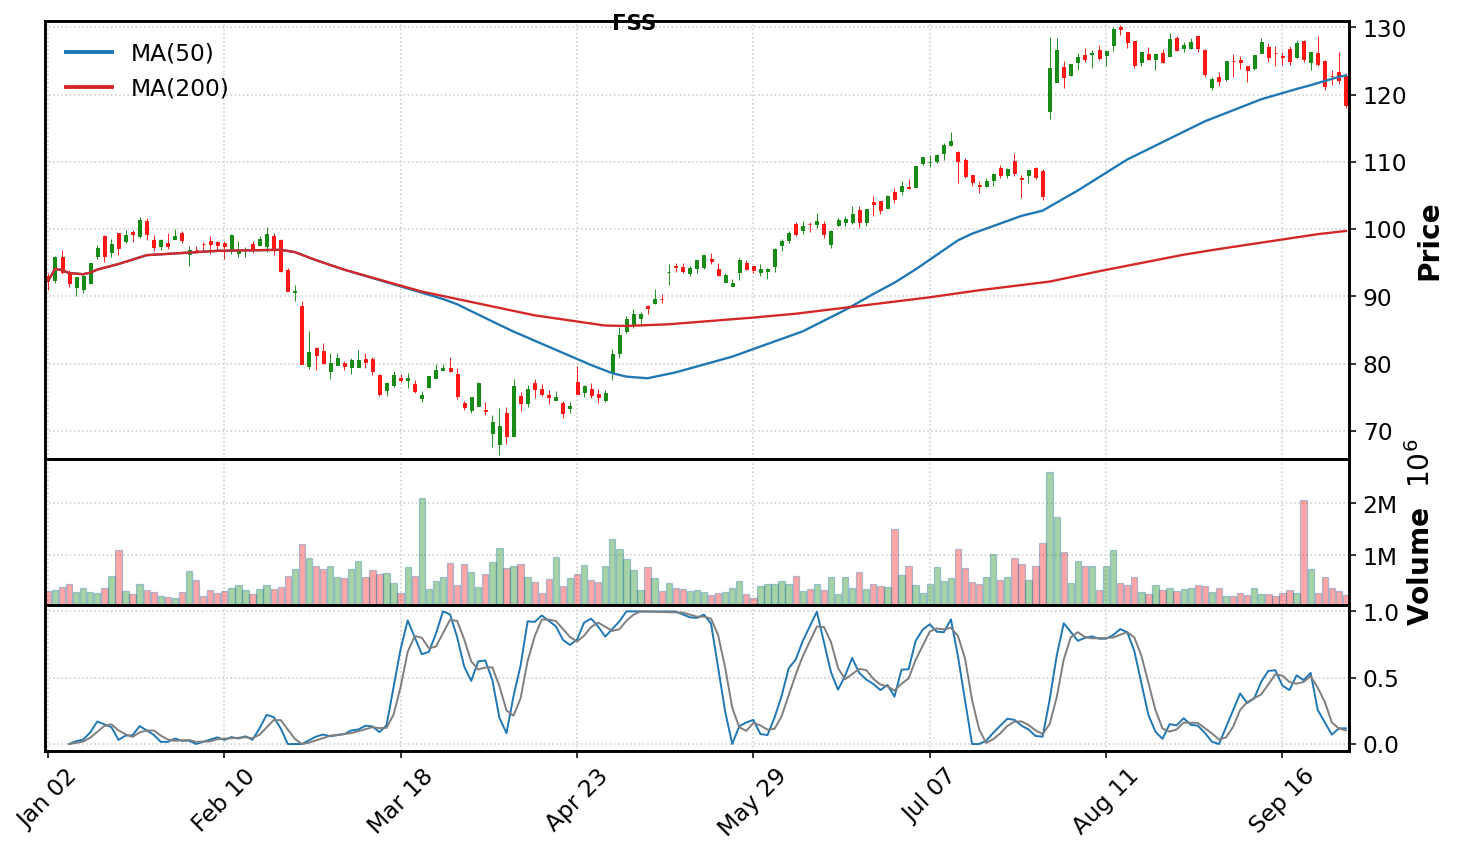 FSS
MA(50)
MA(200)
130
120
110
100
90
80
70
Price
2M
1M
Volume 10^6
1.0
0.5
0.0
Jan 02
Feb 10
Mar 18
Apr 23
May 29
Jul 07
Aug 11
Sep 16